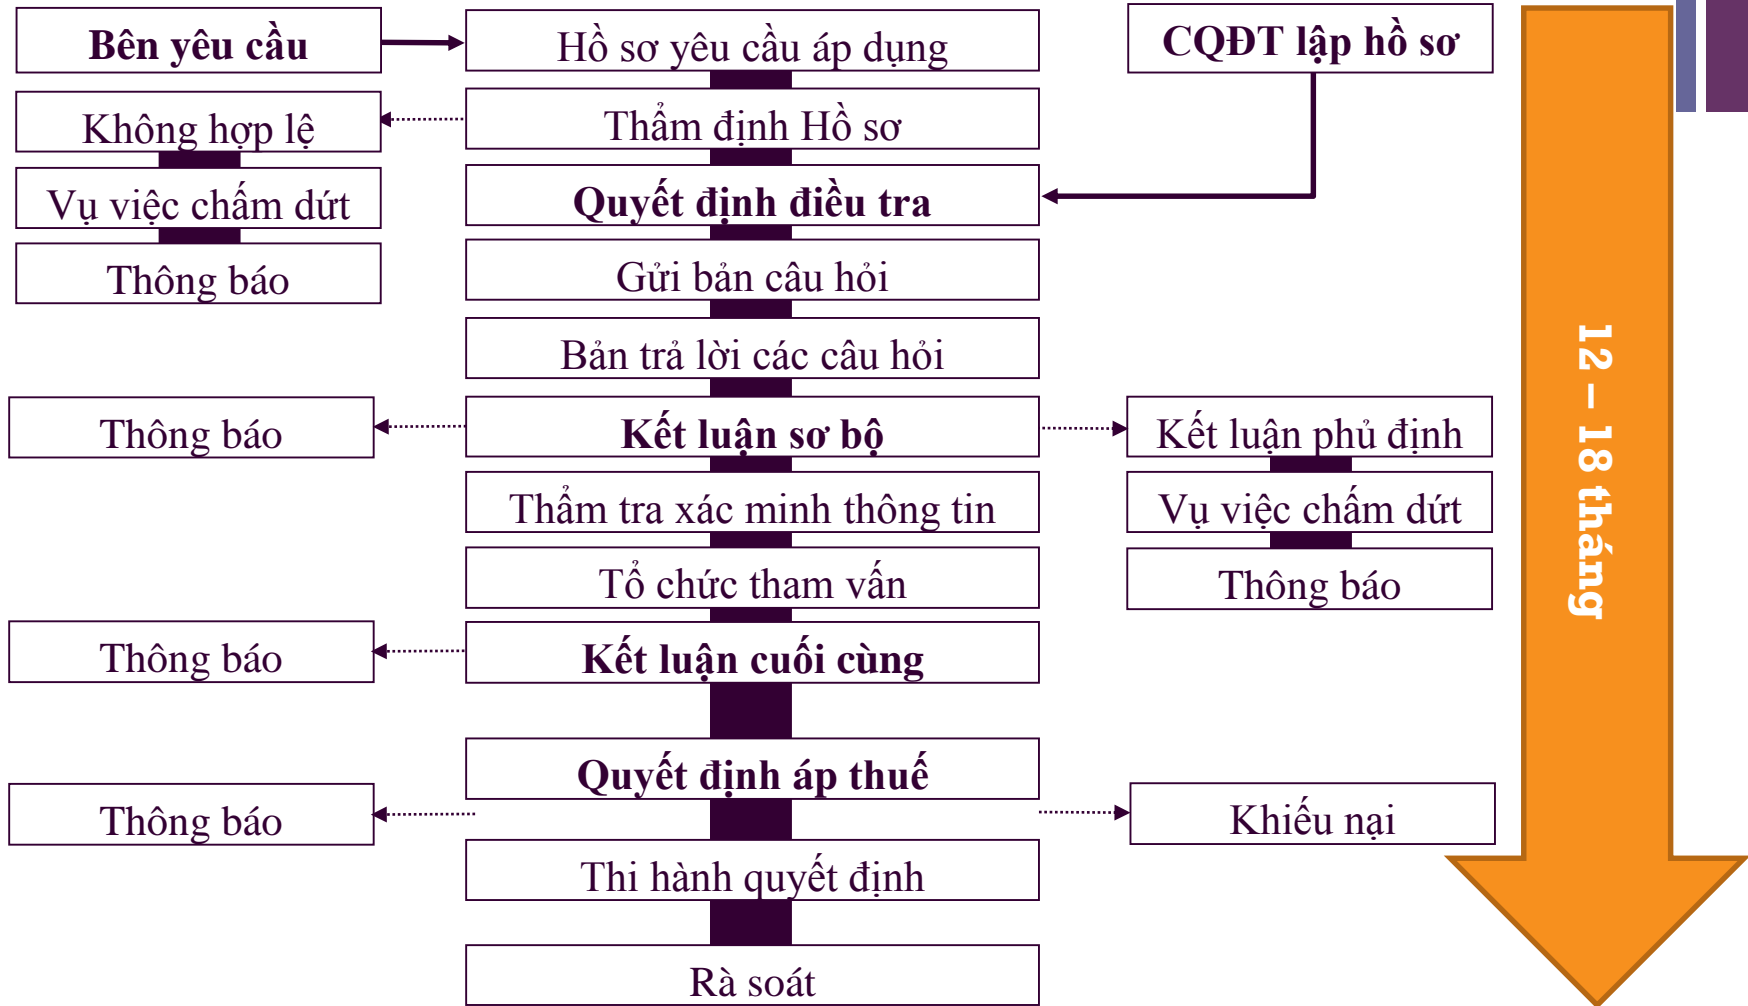 Bên yêu cầu
Hồ sơ yêu cầu áp dụng
CQĐT lập hồ sơ
Không hợp lệ
Thẩm định Hồ sơ
Vụ việc chấm dứt
Quyết định điều tra
Thông báo
Gửi bản câu hỏi
Bản trả lời các câu hỏi
Thông báo
Kết luận sơ bộ
Kết luận phủ định
Thẩm tra xác minh thông tin
Vụ việc chấm dứt
Tổ chức tham vấn
Thông báo
Thông báo
Kết luận cuối cùng
Quyết định áp thuế
Thông báo
Khiếu nại
Thi hành quyết định
Rà soát
12 – 18 tháng